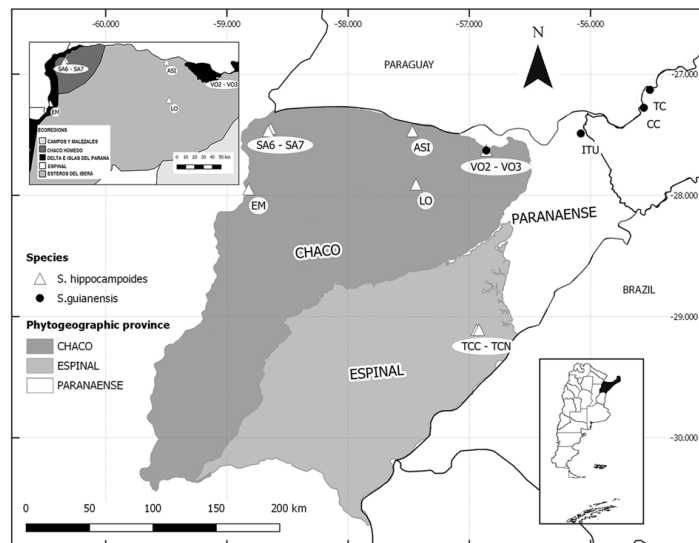 -60.000
-59.000
-58.000
-57.000
-56.000
PARAGUAY
N
-27.000
SA6 - SA7
ASI
VO2 - VO3
LO
EM
ECOREGIONS
CAMPOS Y MALEZALES
CHACO HÚMEDO
DELTA E ISLAS DEL PARANÁ
ESPINAL
ESTEROS DEL IBERÁ
0 10 20 30 40 50 km
TC
CC
ITU
SA6 - SA7
ASI
VO2 - VO3
EM
LO
-28.000
PARANAENSE
CHACO
BRAZIL
Species
S. hippocampoides
S.guianensis
-29.000
Phytogeographic province
CHACO
ESPINAL
PARANAENSE
TCC - TCN
ESPINAL
-30.000
0 50 100 150 200 km